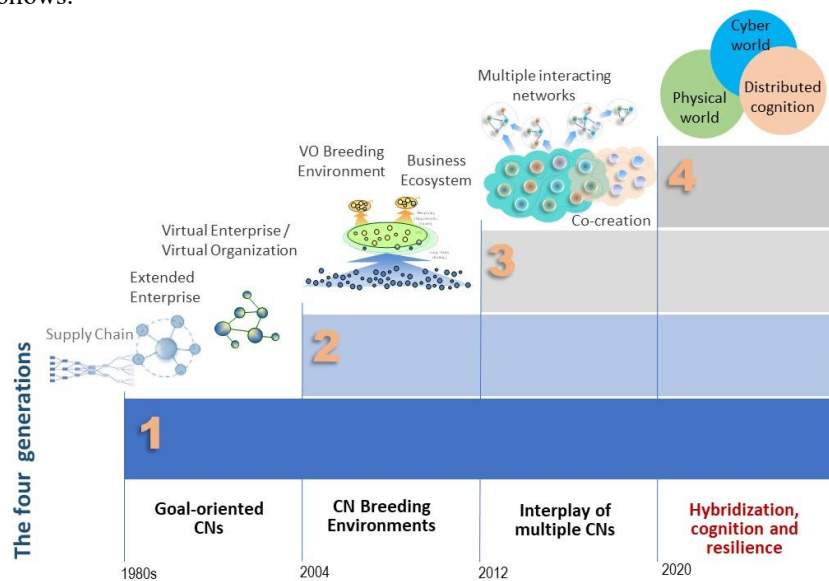 Cyber
world
Physical
world
Distributed
cognition
Multiple interacting
networks
4
VO Breeding
Environment
Business
Ecosystem
Co-creation
Virtual Enterprise /
Virtual Organization
3
Extended
Enterprise
Supply Chain
2
The four generations
1
Goal-oriented
CNs
CN Breeding
Environments
Interplay of
multiple CNs
Hybridization,
cognition and
resilience
1980s
2004
2012
2020